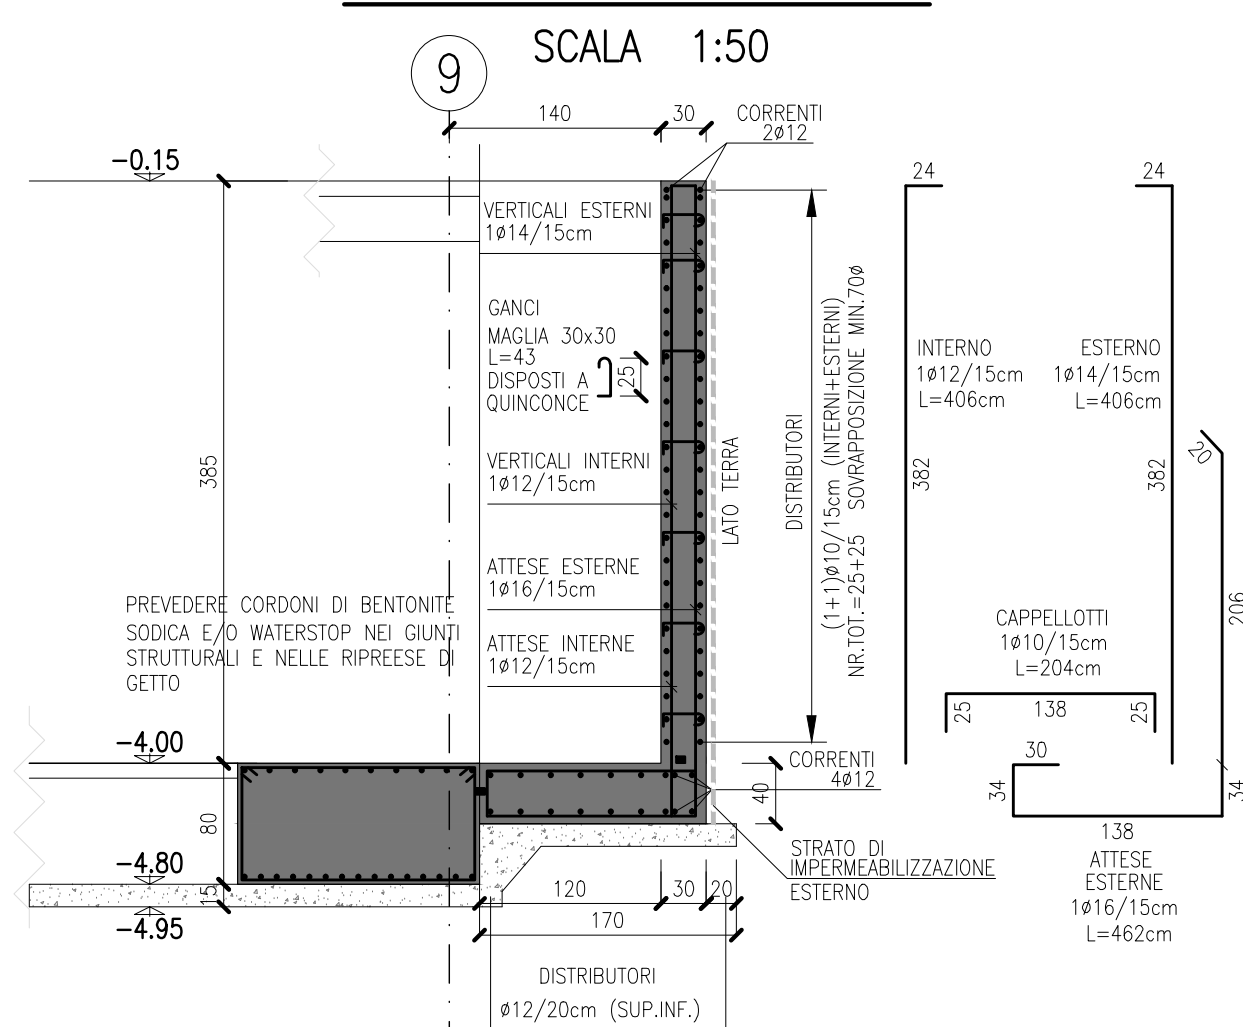 SCALA 1:50
9
140
30
CORRENTI
2ø12
-0.15
24
24
VERTICALI ESTERNI
1ø14/15cm
GANCI
MAGLIA 30x30
L=43
DISPOSTI A
QUINCONCE
25
INTERNO
1ø12/15cm
L=406cm
ESTERNO
1ø14/15cm
L=406cm
385
VERTICALI INTERNI
1ø12/15cm
LATO TERRA
DISTRIBUTORI
(1+1)ø10/15cm (INTERNI+ESTERNI)
NR.TOT.=25+25 SOVRAPPOSIZIONE MIN.70ø
382
382
20
206
ATTESE ESTERNE
1ø16/15cm
PREVEDERE CORDONI DI BENTONITE
SODICA E/O WATERSTOP NEI GIUNTI
STRUTTURALI E NELLE RIPREESE DI
GETTO
ATTESE INTERNE
1ø12/15cm
CAPPELLOTTI
1ø10/15cm
L=204cm
25
138
25
-4.00
30
34
34
138
CORRENTI
4ø12
40
80
-4.80
15
-4.95
STRATO DI
IMPERMEABILIZZAZIONE
ESTERNO
120
30
20
170
ATTESE
ESTERNE
1ø16/15cm
L=462cm
DISTRIBUTORI
ø12/20cm (SUP.INF.)